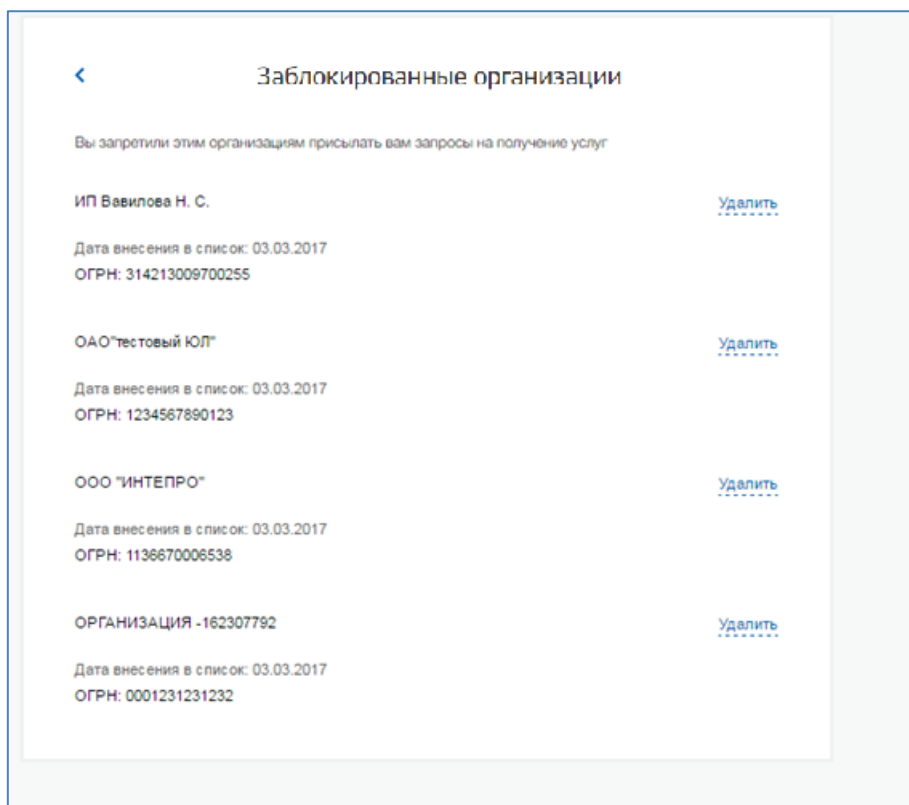 Заблокированные организации
Вы запретили этим организациям присылать вам запросы на получение услуг
ИП Вавилова Н. С.
Удалить
Дата внесения в список: 03.03.2017
ОГРН: 314213009700255
ОАО"тестовый ЮЛ"
Удалить
Дата внесения в список: 03.03.2017
ОГРН: 1234567890123
ООО "ИНТЕПРО"
Удалить
Дата внесения в список: 03.03.2017
ОГРН: 1136670006538
ОРГАНИЗАЦИЯ -162307792
Удалить
Дата внесения в список: 03.03.2017
ОГРН: 0001231231232